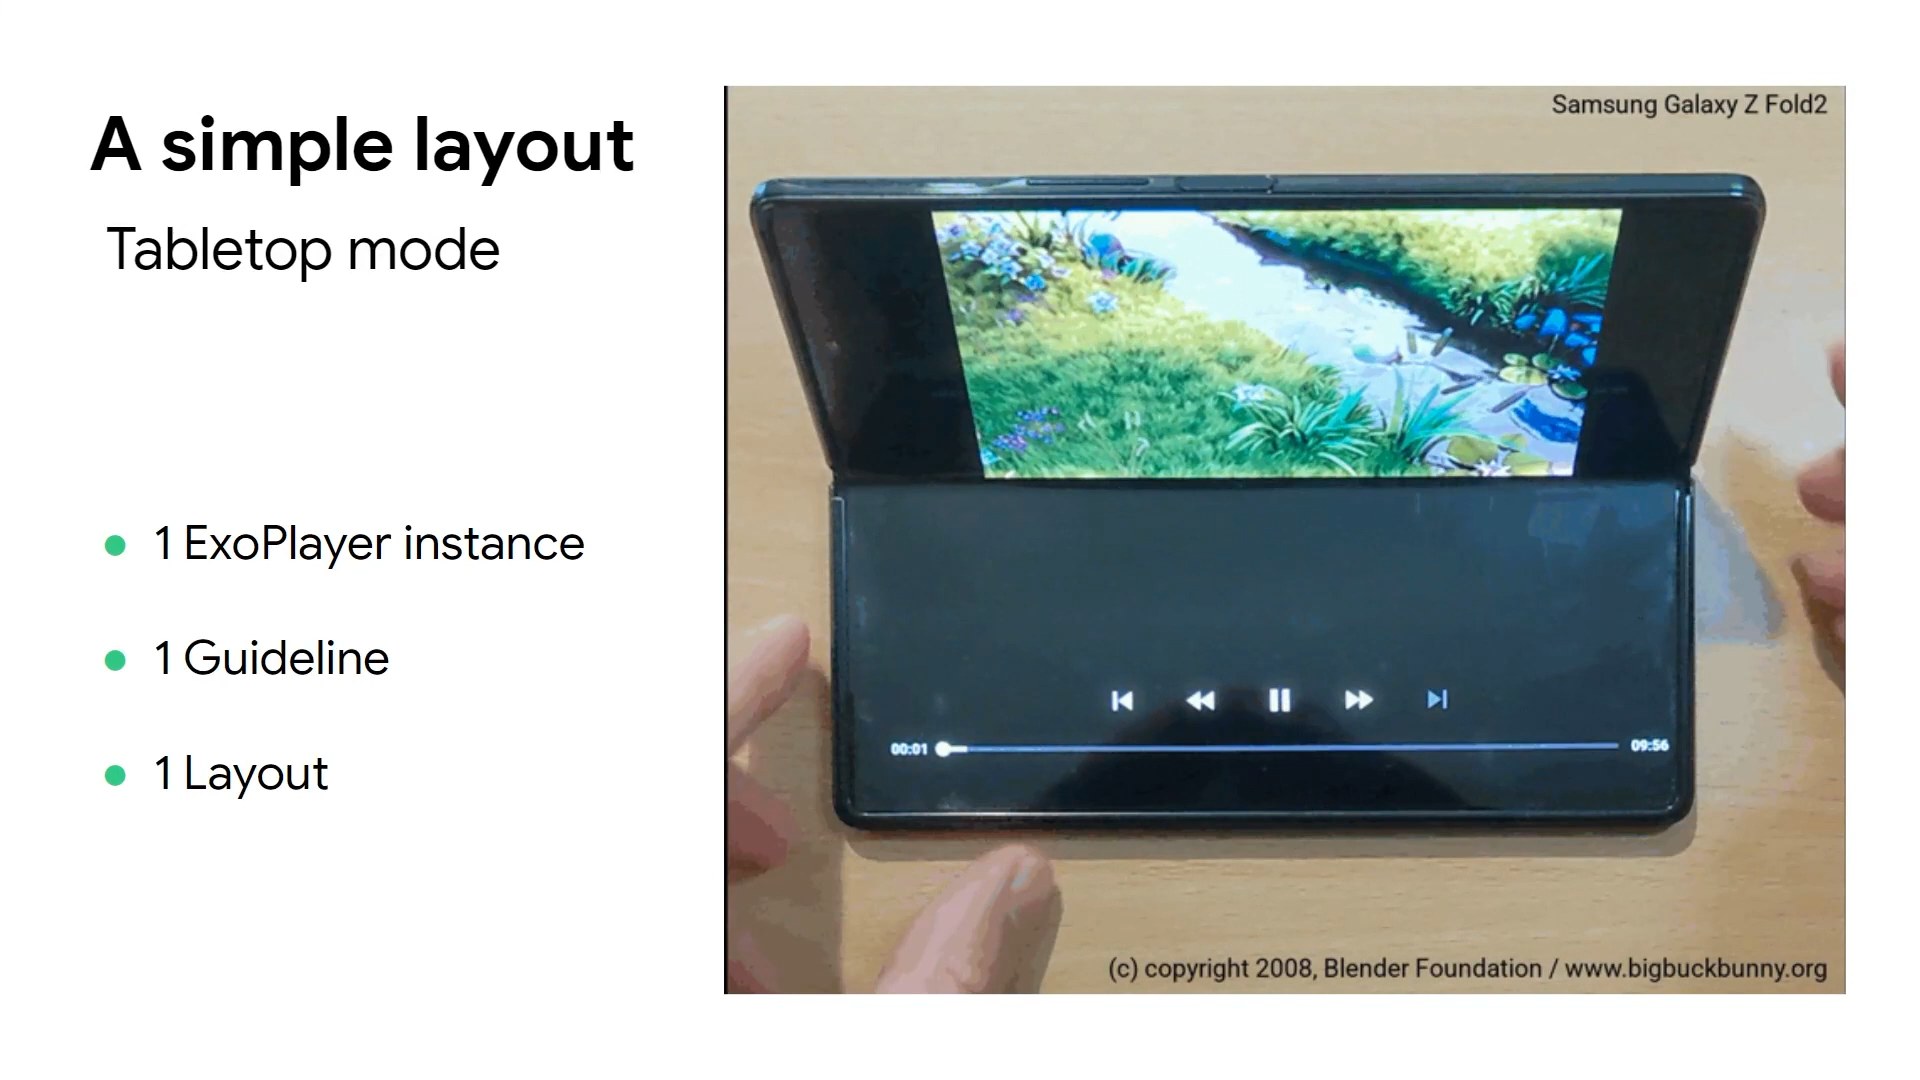 A simple layout
Tabletop mode
1 ExoPlayer instance
1 Guideline
1 Layout
Samsung Galaxy Z Fold2
00:01
09:56
(c) copyright 2008, Blender Foundation / www.bigbuckbunny.org